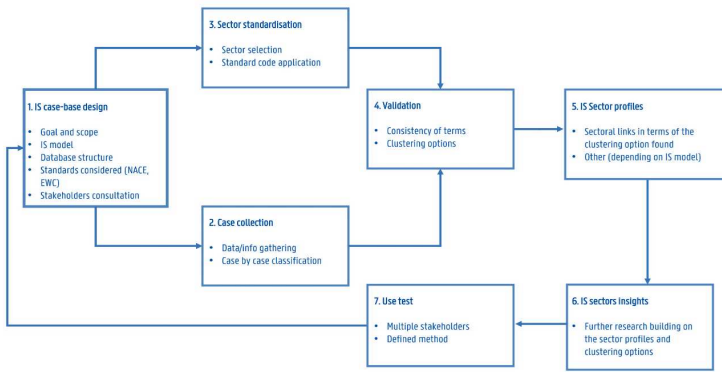 1. IS case-base design
• Goal and scope
• IS model
• Database structure
• Standards considered (NACE,
EWC)
• Stakeholders consultation
3. Sector standardisation
• Sector selection
• Standard code application
2. Case collection
• Data/info gathering
• Case by case classification
4. Validation
• Consistency of terms
• Clustering options
5. IS Sector profiles
• Sectoral links in terms of the
clustering option found
• Other (depending on IS model)
6. IS sectors insights
• Further research building on
the sector profiles and
clustering options
7. Use test
• Multiple stakeholders
• Defined method